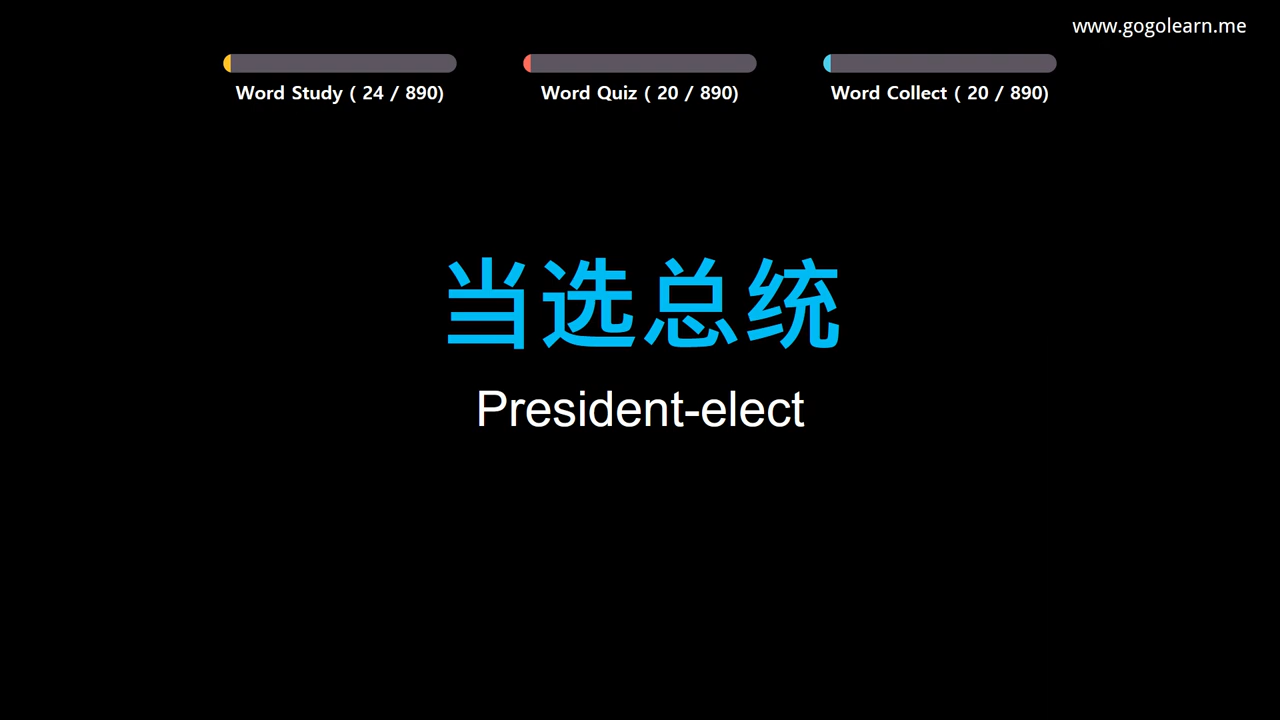 www.gogolearn.me
Word Study ( 24 / 890)
Word Quiz ( 20 / 890)
Word Collect ( 20 / 890)
当选总统
President-elect